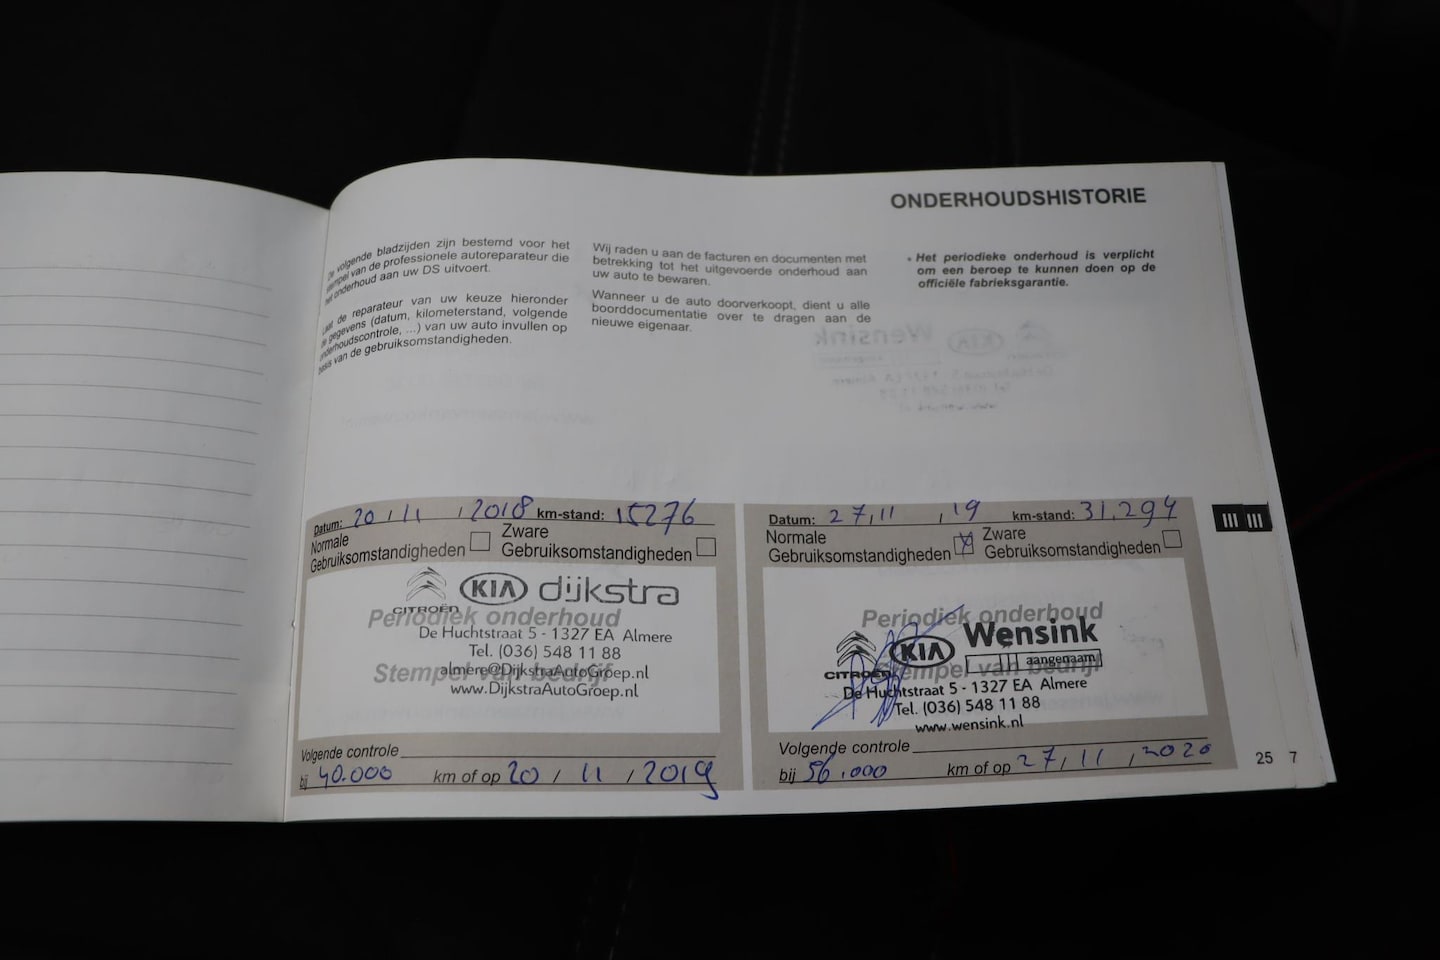 ONDERHOUDSHISTORIE
De volgende bladzijden zijn bestemd voor het
stempel van de professionele autoreparateur die
het onderhoud aan uw DS uitvoert.
Laat de reparateur van uw keuze hieronder
de gegevens (datum, kilometerstand, volgende
onderhoudscontrole, ...) van uw auto invullen op
basis van de gebruiksomstandigheden.
Wij raden u aan de facturen en documenten met
betrekking tot het uitgevoerde onderhoud aan
uw auto te bewaren.
Wanneer u de auto doorverkoopt, dient u alle
boorddocumentatie over te dragen aan de
nieuwe eigenaar.
• Het periodieke onderhoud is verplicht
om een beroep te kunnen doen op de
officiële fabrieksgarantie.
Datum: 20 / 11 / 2018 km-stand: 15276
Normale
Gebruiksomstandigheden
Zware
Gebruiksomstandigheden
CITROËN KIA dijkstra
Periodiek onderhoud
De Huchtstraat 5 - 1327 EA Almere
Tel. (036) 548 11 88
almere@DijkstraAutoGroep.nl
Stempel van bedrijf
www.DijkstraAutoGroep.nl
Volgende controle
bij 40.000 km of op 20 / 11 / 2019
Datum: 27 / 11 / 19 km-stand: 31.294
Normale
Gebruiksomstandigheden
Zware
Gebruiksomstandigheden
Periodiek onderhoud
CITROËN KIA Wensink
aangenaam
Stempel van bedrijf
De Huchtstraat 5 - 1327 EA Almere
Tel. (036) 548 11 88
www.wensink.nl
Volgende controle
bij 56.000 km of op 27 / 11 / 2020
III III
25 7